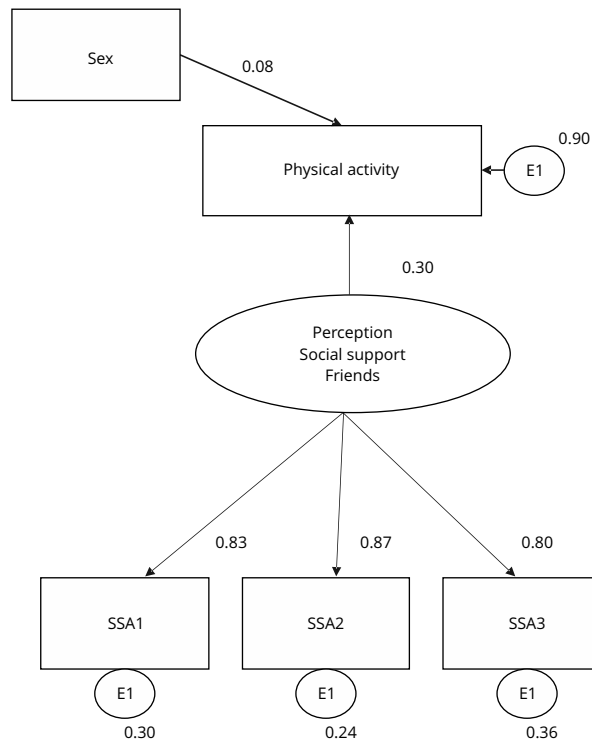 Sex
0.08
0.90
Physical activity
E1
0.30
Perception
Social support
Friends
0.83
0.87
0.80
SSA1
SSA2
SSA3
E1
E1
E1
0.30
0.24
0.36